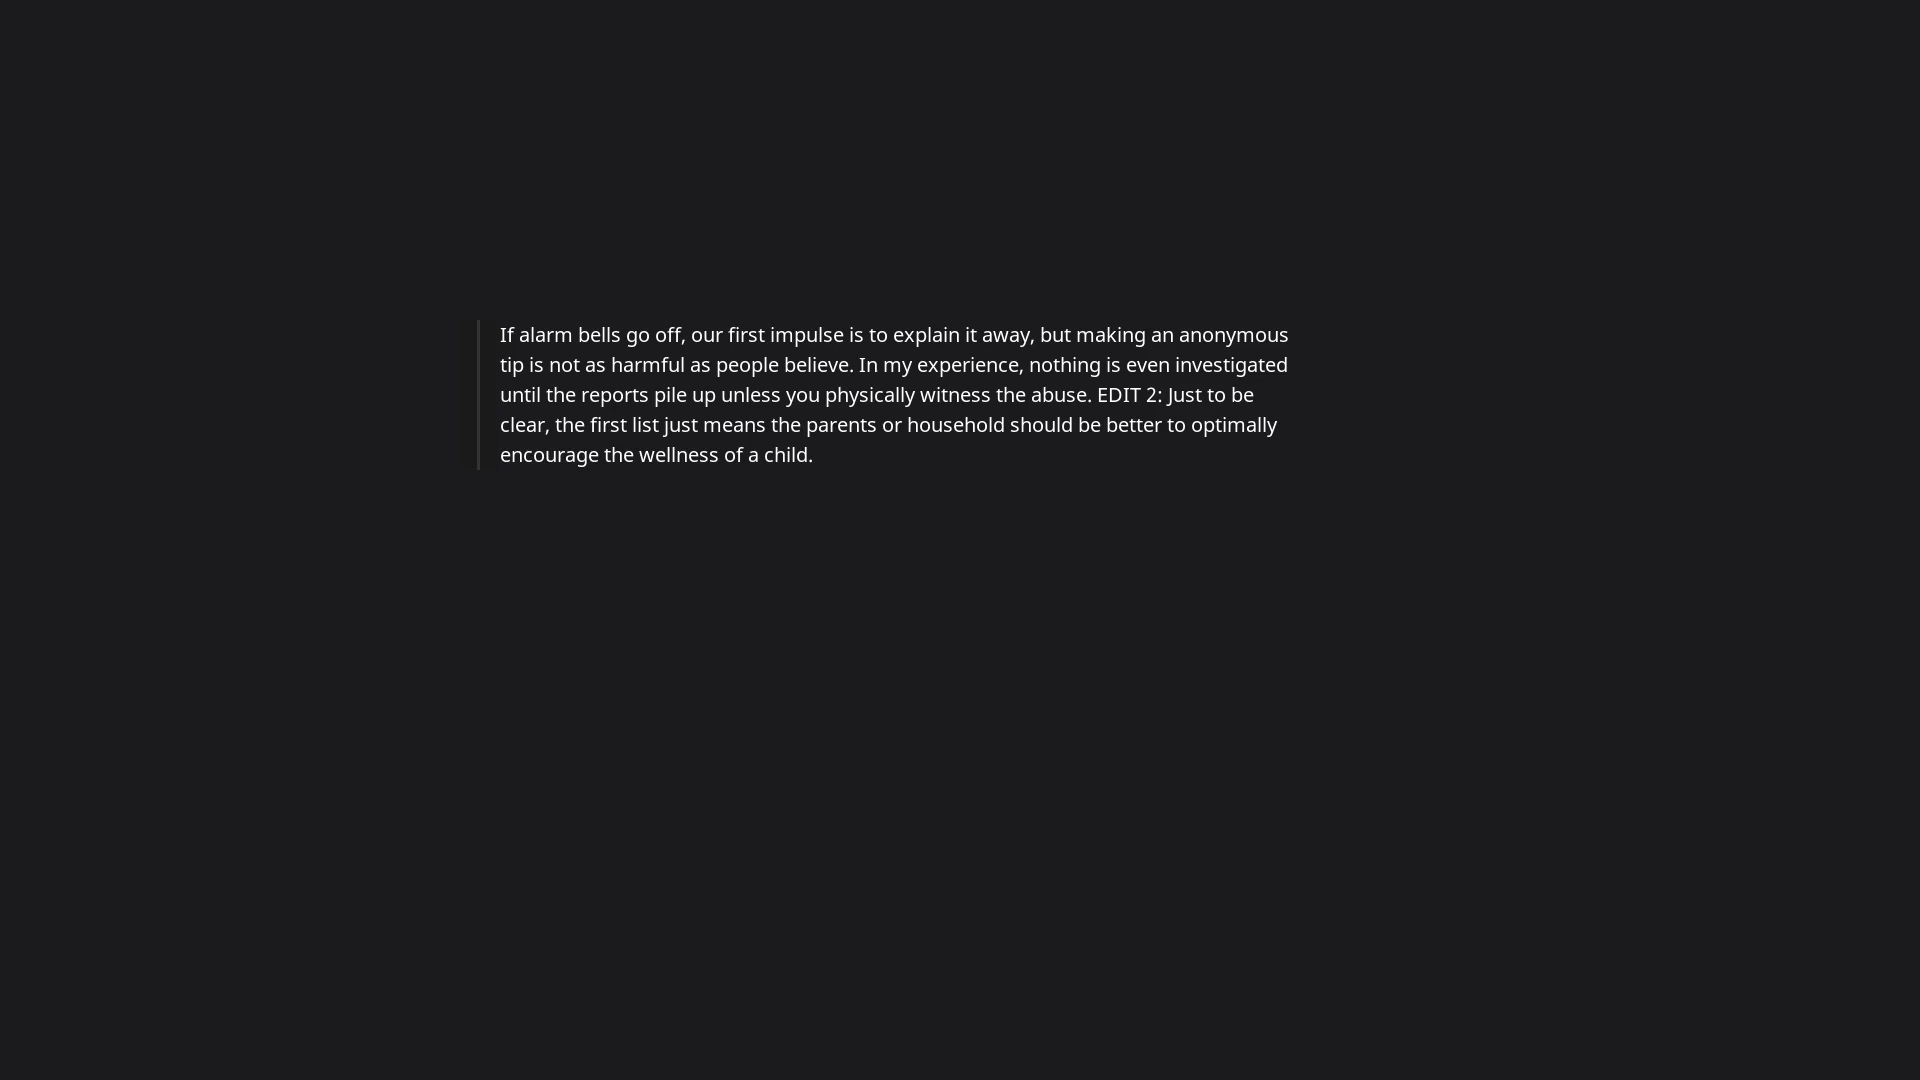 If alarm bells go off, our first impulse is to explain it away, but making an anonymous
tip is not as harmful as people believe. In my experience, nothing is even investigated
until the reports pile up unless you physically witness the abuse. EDIT 2: Just to be
clear, the first list just means the parents or household should be better to optimally
encourage the wellness of a child.